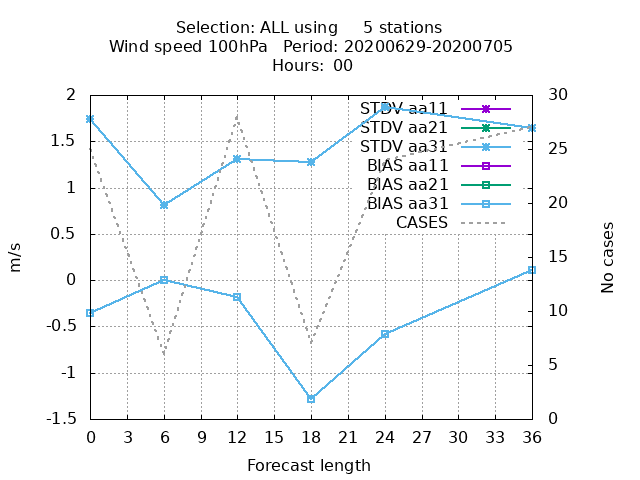 Selection: ALL using     5 stations
Wind speed 100hPa   Period: 20200629-20200705
Hours:  00
2
1.5
1
0.5
0
-0.5
-1
-1.5
m/s
30
25
20
15
10
5
0
No cases
STDV aa11
STDV aa21
STDV aa31
BIAS aa11
BIAS aa21
BIAS aa31
CASES
0 3 6 9 12 15 18 21 24 27 30 33 36
Forecast length